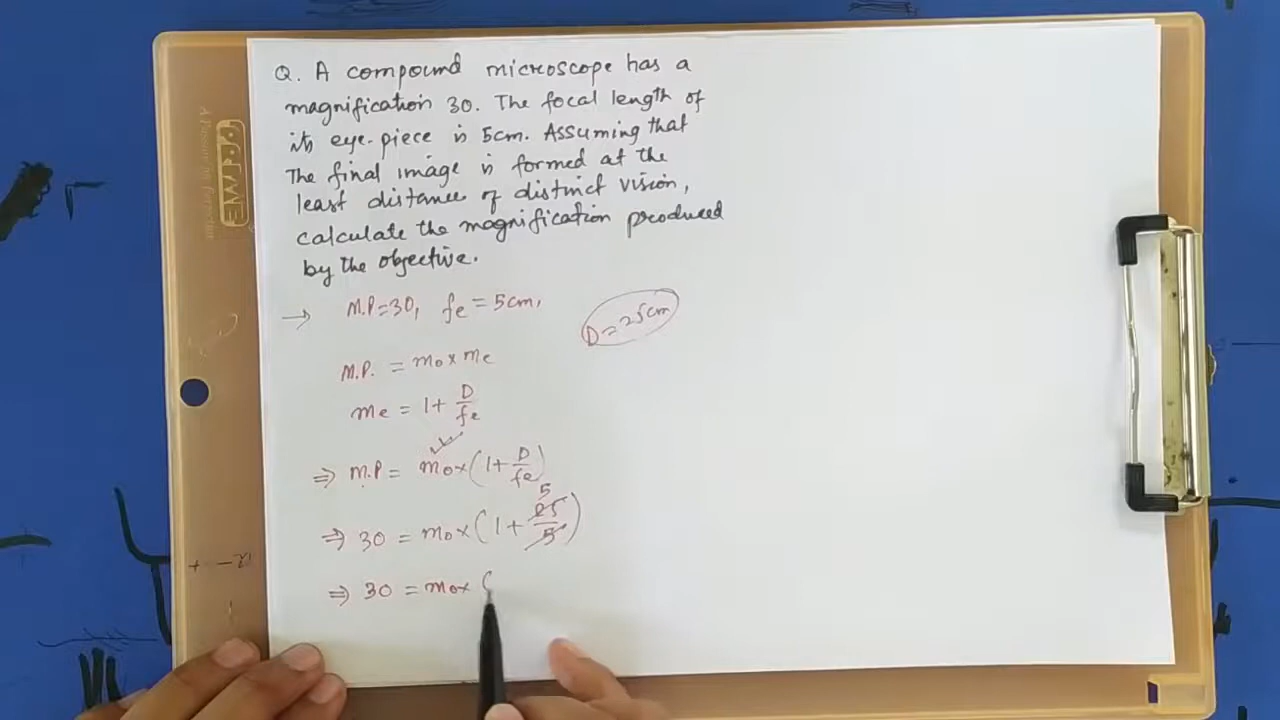 Q. A compound microscope has a
magnification 30. The focal length of
its eye-piece is 5cm. Assuming that
The final image is formed at the
least distance of distinct vision,
calculate the magnification produced
by the objective.
→ M.P=30, fe = 5cm,
D = 25cm
M.P. = mo × me
me = 1 + D/fe
⇒ M.P = mo × (1 + D/fe)
5
⇒ 30 = mo × (1 + 25/5)
⇒ 30 = mo × (